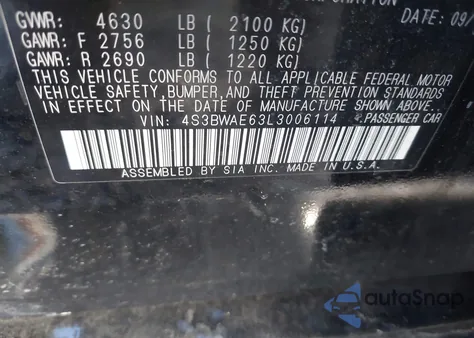 DATE: 09/
GVWR: 4630 LB ( 2100 KG)
GAWR: F 2756 LB ( 1250 KG)
GAWR: R 2690 LB ( 1220 KG)
THIS VEHICLE CONFORMS TO ALL APPLICABLE FEDERAL MOTOR
VEHICLE SAFETY, BUMPER, AND THEFT PREVENTION STANDARDS
IN EFFECT ON THE DATE OF MANUFACTURE SHOWN ABOVE.
VIN: 4S3BWAE63L3006114 PASSENGER CAR
ASSEMBLED BY SIA INC. MADE IN U.S.A.
autoSnap